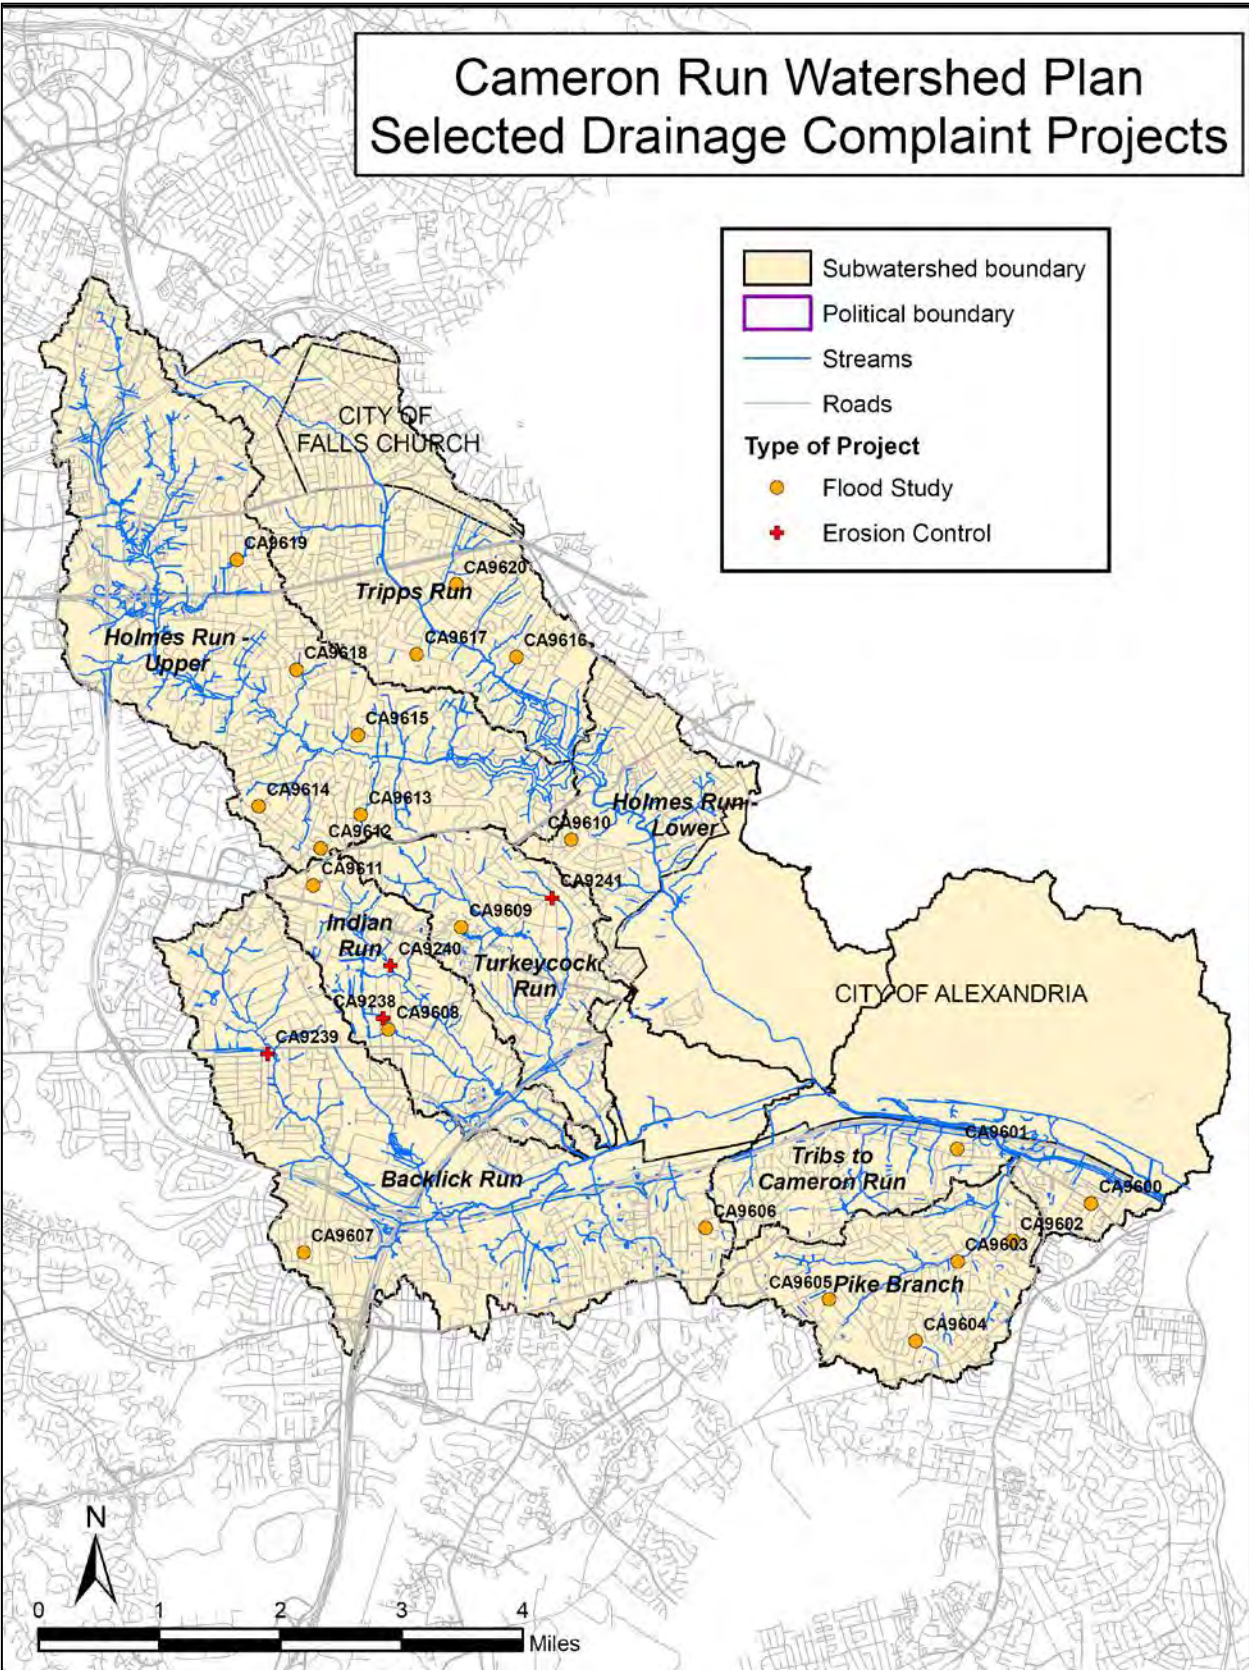 Cameron Run Watershed Plan
Selected Drainage Complaint Projects
Subwatershed boundary
Political boundary
Streams
Roads
Type of Project
Flood Study
Erosion Control
CITY OF
FALLS CHURCH
CA9619
CA9620
Tripps Run
Holmes Run -
Upper
CA9617
CA9616
CA9618
CA9615
CA9614
CA9613
Holmes Run -
Lower
CA9610
CA9612
CA9611
CA9241
Indian
Run
CA9609
CA9240
Turkeycock
Run
CITY OF ALEXANDRIA
CA9238
CA9608
CA9239
CA9601
Tribs to
Cameron Run
Backlick Run
CA9600
CA9606
CA9602
CA9607
CA9603
CA9605
Pike Branch
CA9604
N
0 1 2 3 4
Miles